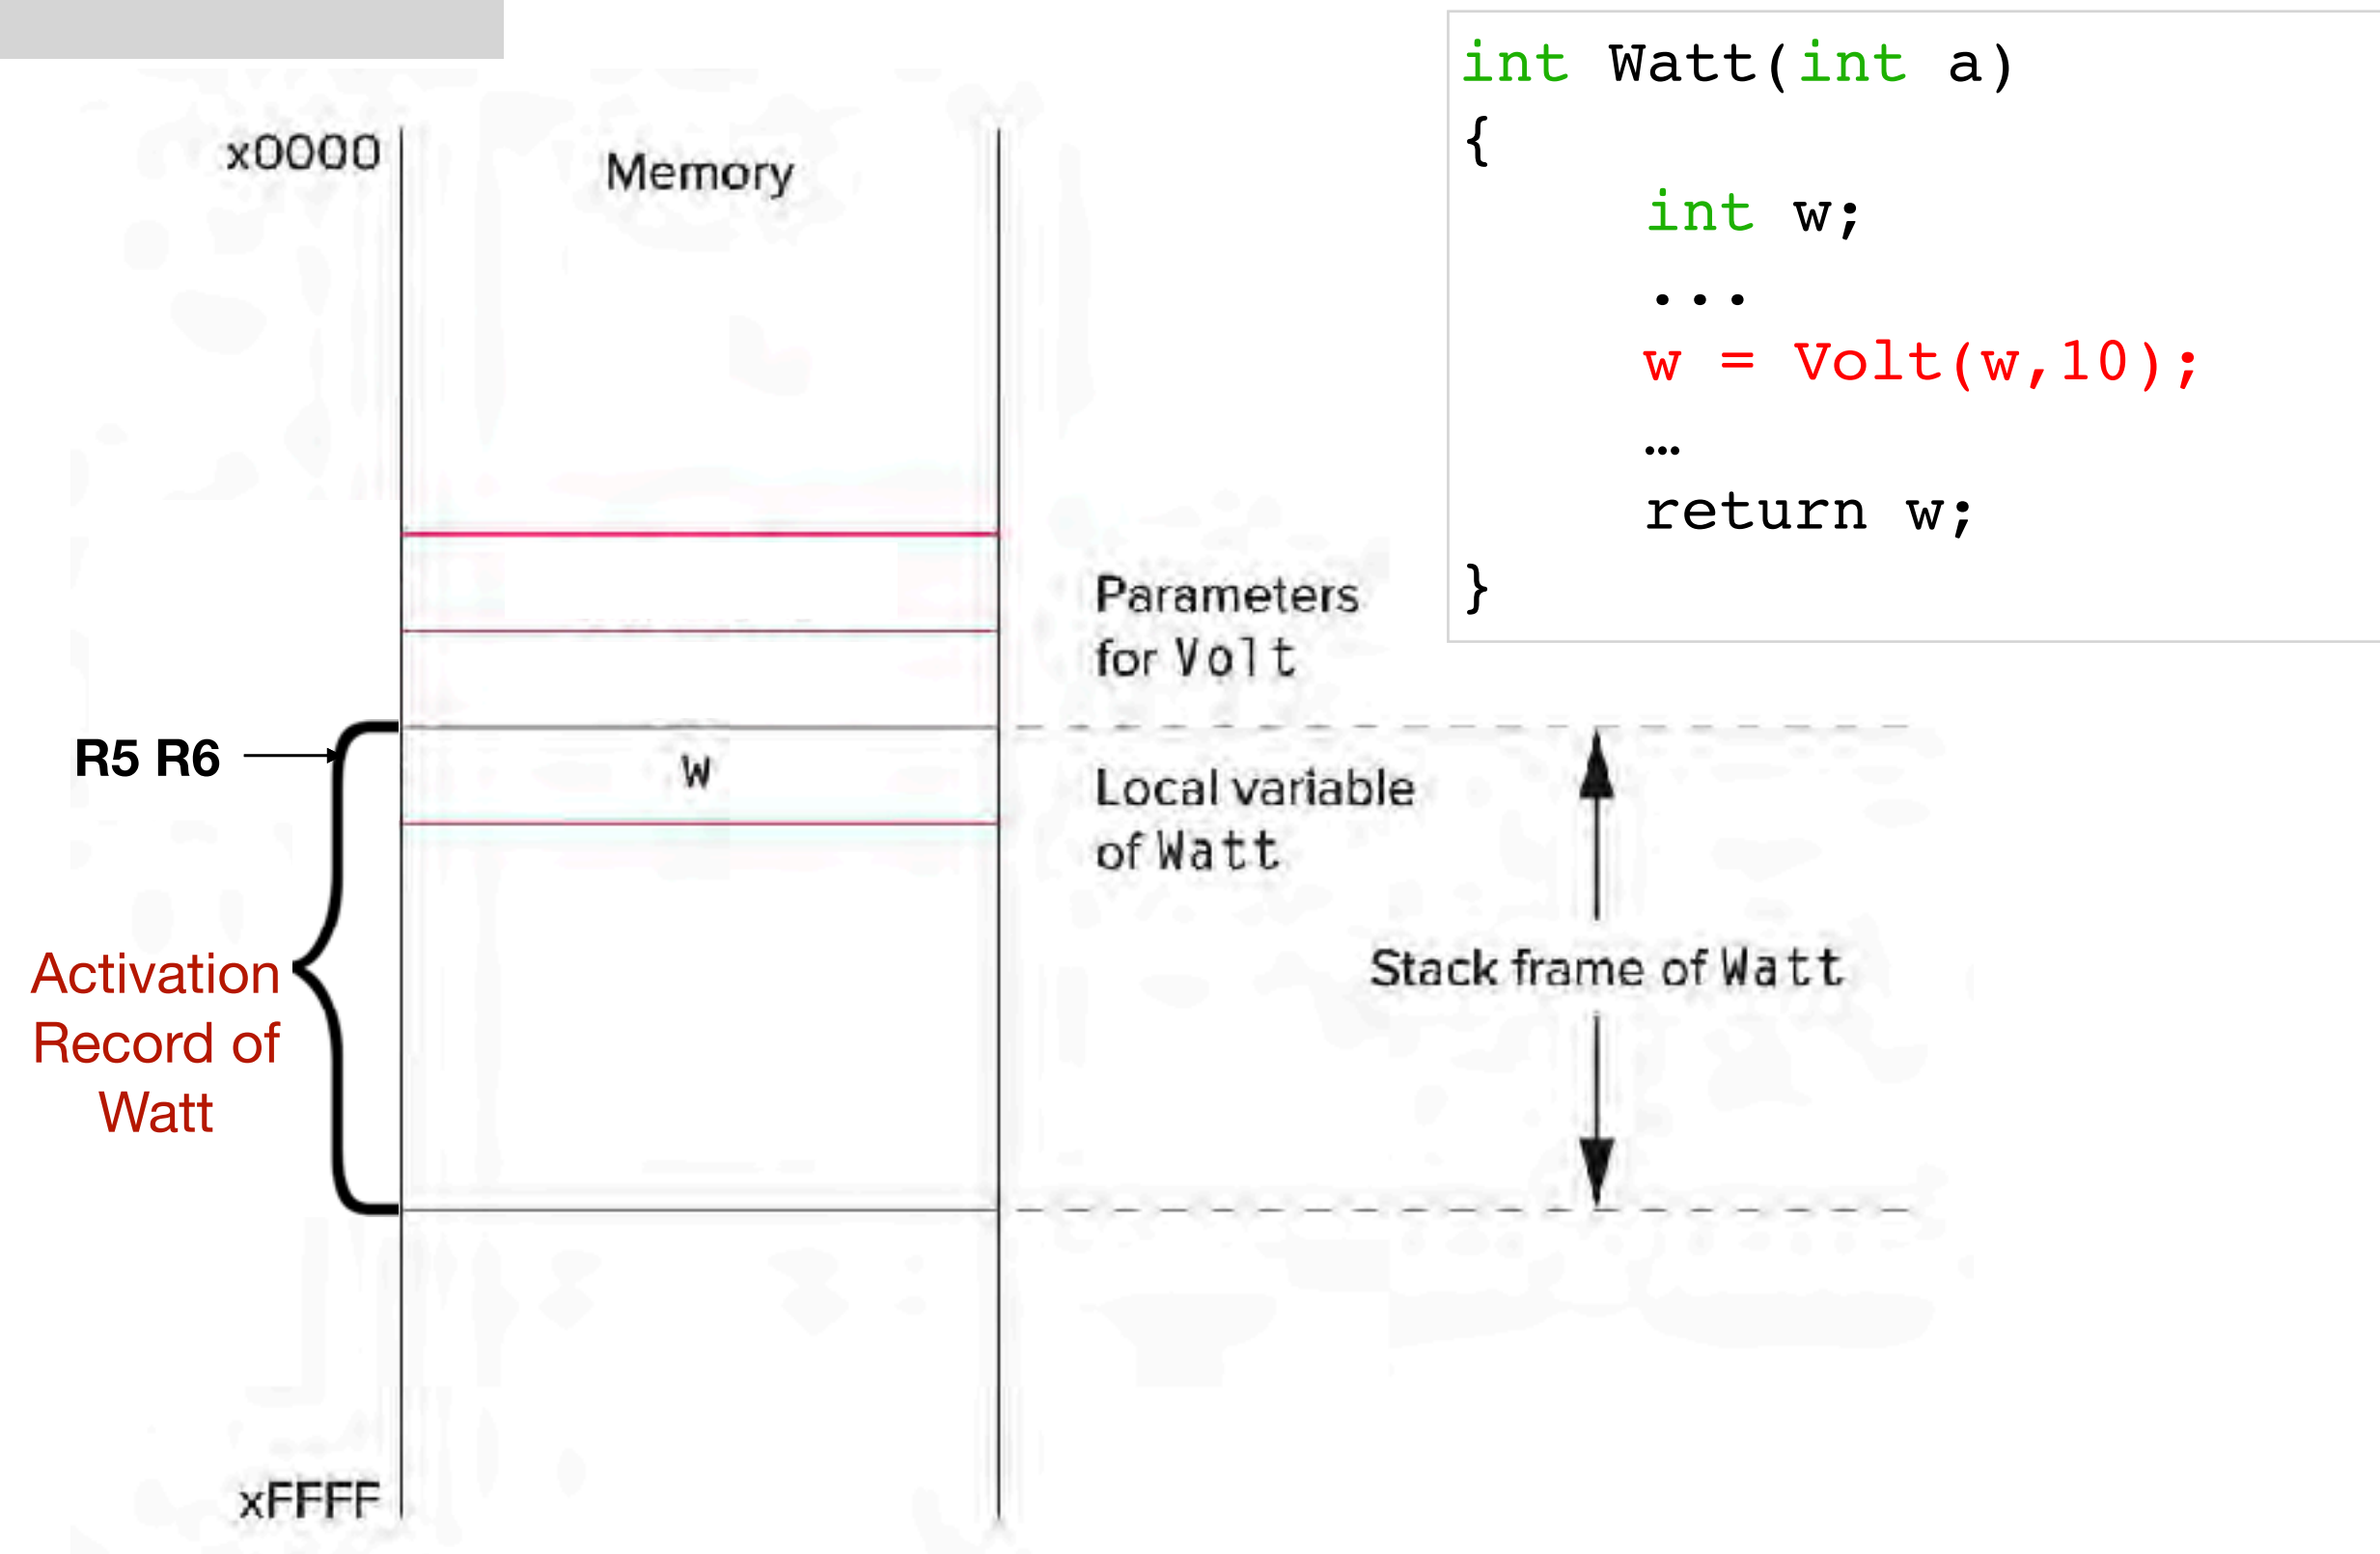 int Watt(int a)
{
int w;
...
w = Volt(w,10);
…
return w;
}
x0000
Memory
Parameters
for Volt
R5 R6
w
Local variable
of Watt
Activation
Record of
Watt
Stack frame of Watt
xFFFF